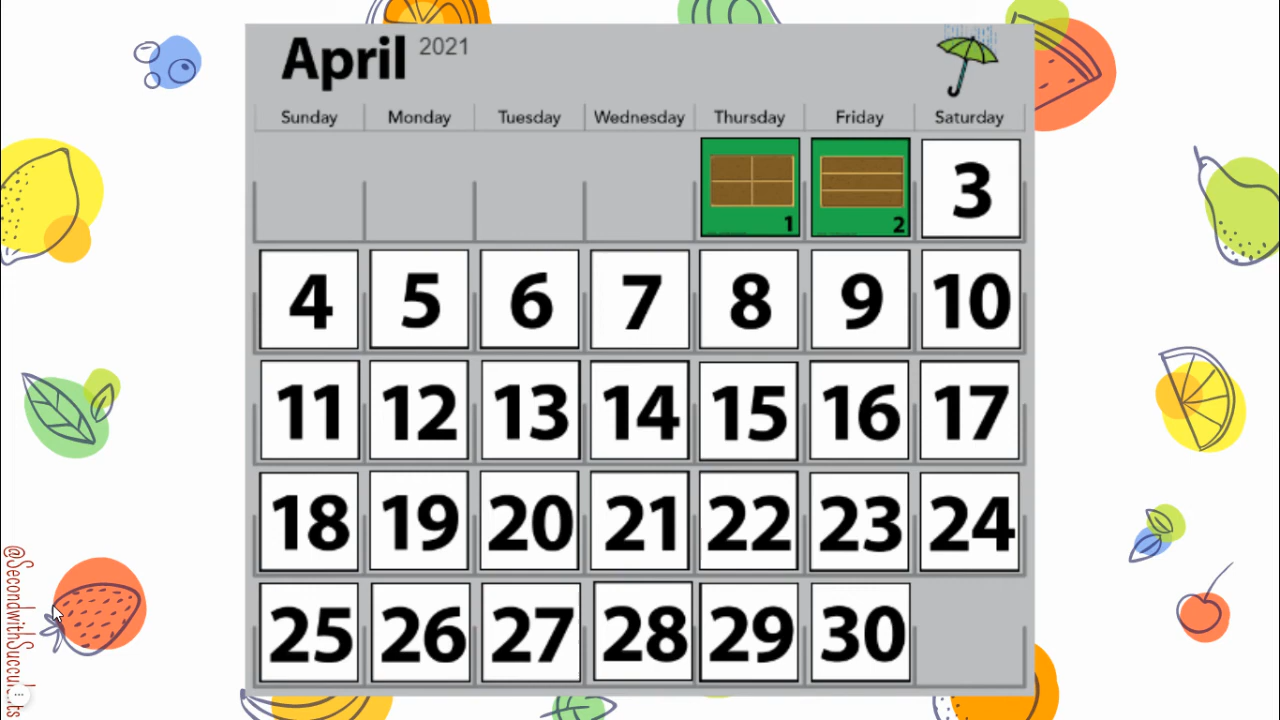 April 2021
Sunday Monday Tuesday Wednesday Thursday Friday Saturday
1 2 3
4 5 6 7 8 9 10
11 12 13 14 15 16 17
18 19 20 21 22 23 24
25 26 27 28 29 30